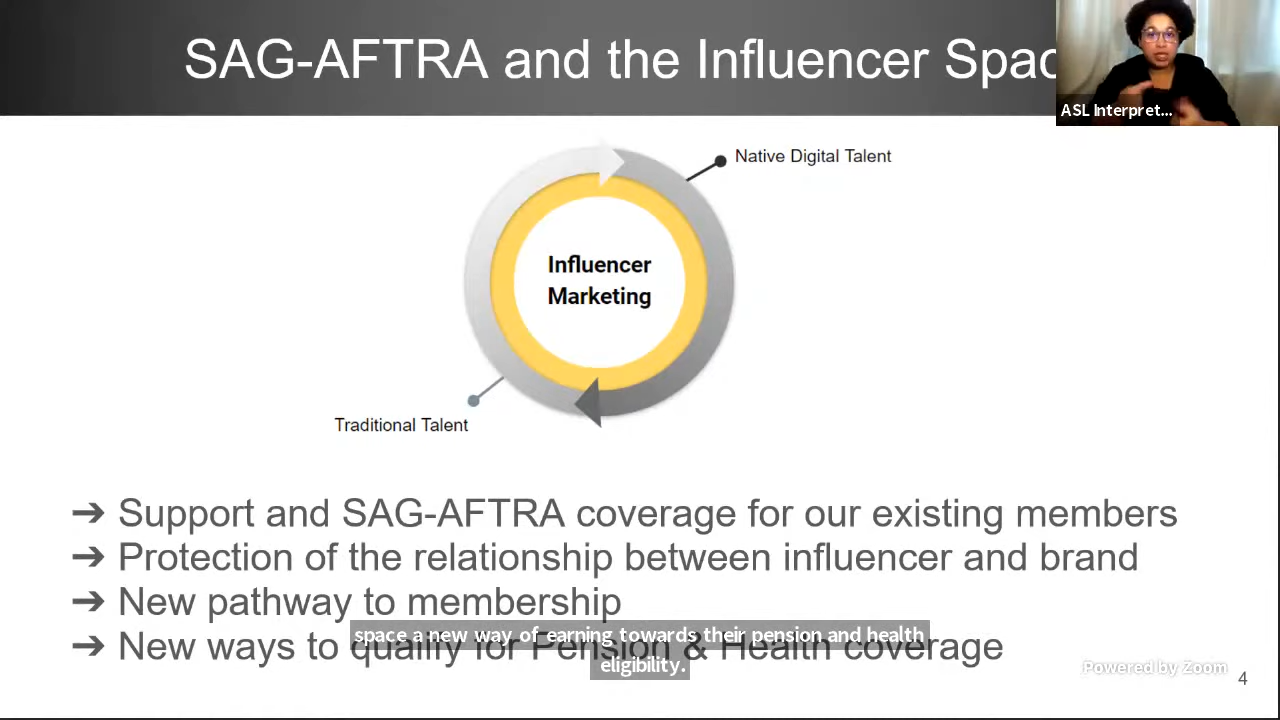 SAG-AFTRA and the Influencer Spac
ASL Interpret...
Native Digital Talent
Influencer
Marketing
Traditional Talent
➔ Support and SAG-AFTRA coverage for our existing members
➔ Protection of the relationship between influencer and brand
➔ New pathway to membership
➔ New ways to qualify for Pension & Health coverage
space a new way of earning towards their pension and health
eligibility.
Powered by Zoom
4